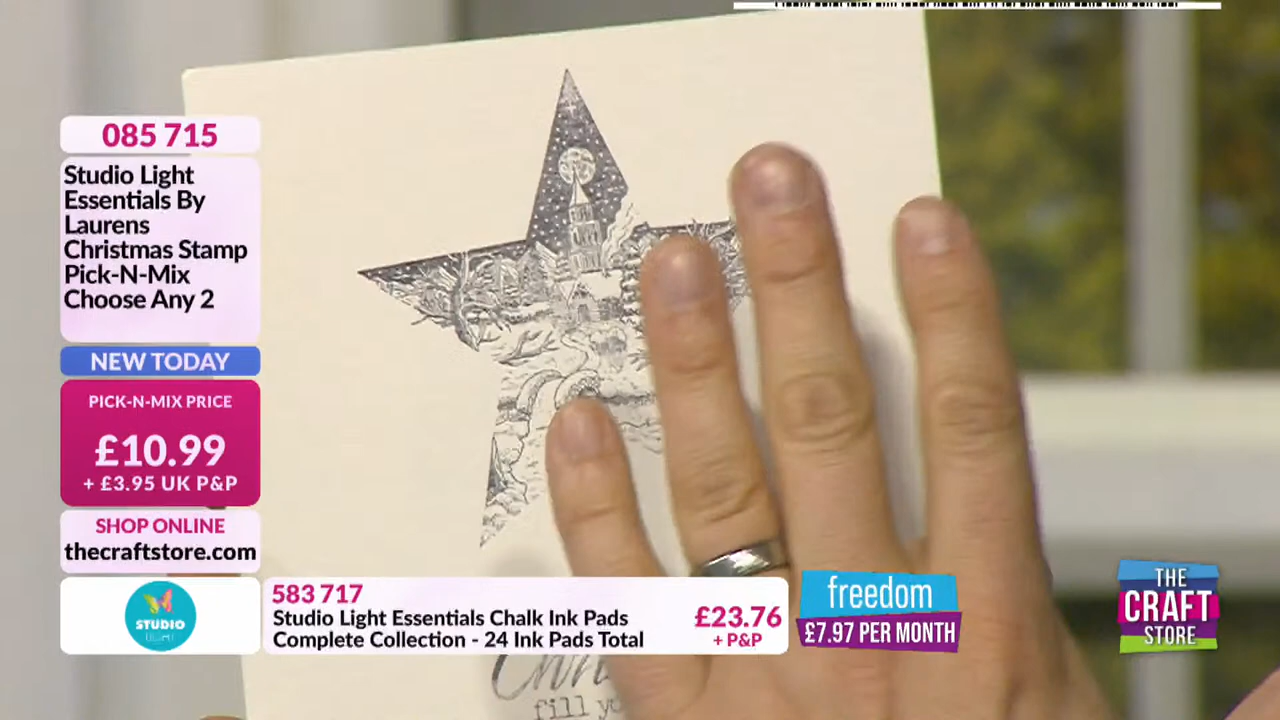 085 715
Studio Light
Essentials By
Laurens
Christmas Stamp
Pick-N-Mix
Choose Any 2
NEW TODAY
PICK-N-MIX PRICE
£10.99
+ £3.95 UK P&P
SHOP ONLINE
thecraftstore.com
STUDIO
LIGHT
583 717
Studio Light Essentials Chalk Ink Pads
Complete Collection - 24 Ink Pads Total
£23.76
+ P&P
freedom
£7.97 PER MONTH
THE
CRAFT
STORE
fill yo